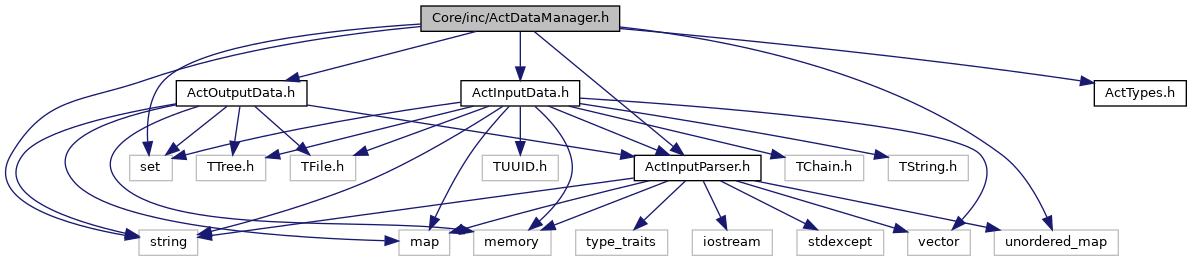 Core/inc/ActDataManager.h
ActOutputData.h
ActInputData.h
ActTypes.h
set
TTree.h
TFile.h
TUUID.h
ActInputParser.h
TChain.h
TString.h
string
map
memory
type_traits
iostream
stdexcept
vector
unordered_map